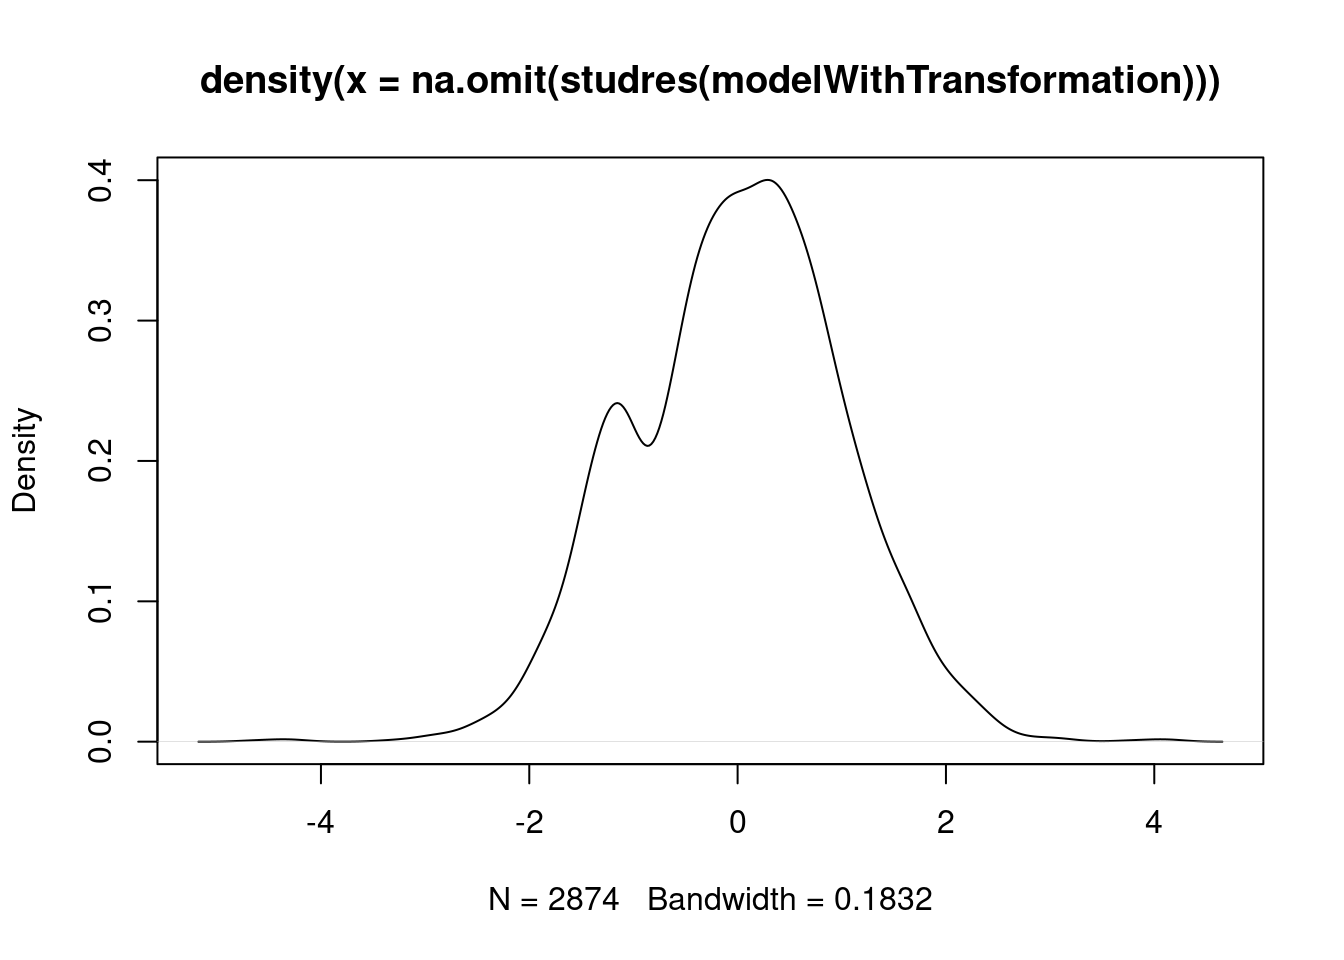 density(x = na.omit(studres(modelWithTransformation)))
Density
0.4
0.3
0.2
0.1
0.0
-4 -2 0 2 4
N = 2874 Bandwidth = 0.1832